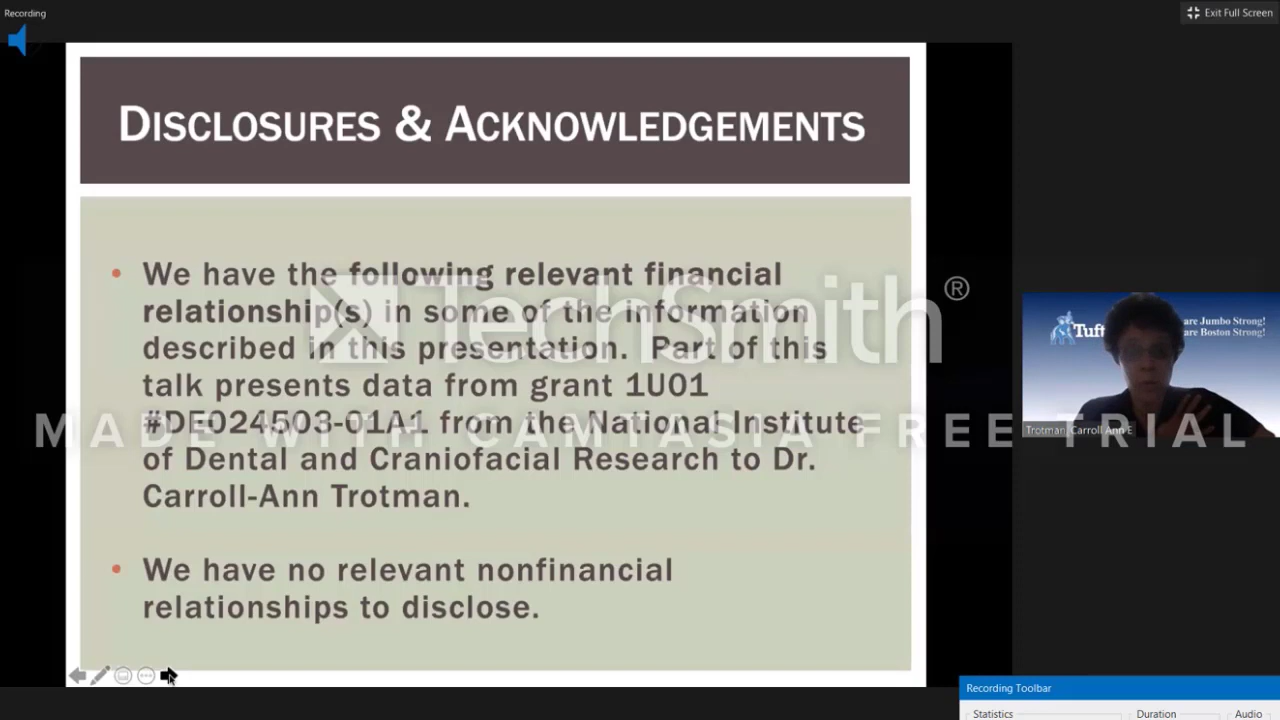 Recording
Exit Full Screen
DISCLOSURES & ACKNOWLEDGEMENTS
• We have the following relevant financial
relationship(s) in some of the information
described in this presentation. Part of this
talk presents data from grant 1U01
#DE024503-01A1 from the National Institute
of Dental and Craniofacial Research to Dr.
Carroll-Ann Trotman.
• We have no relevant nonfinancial
relationships to disclose.
TechSmith®
MADE WITH CAMTASIA FREE TRIAL
are Jumbo Strong!
are Boston Strong!
Trotman, Carroll Ann E
Recording Toolbar
Statistics Duration Audio